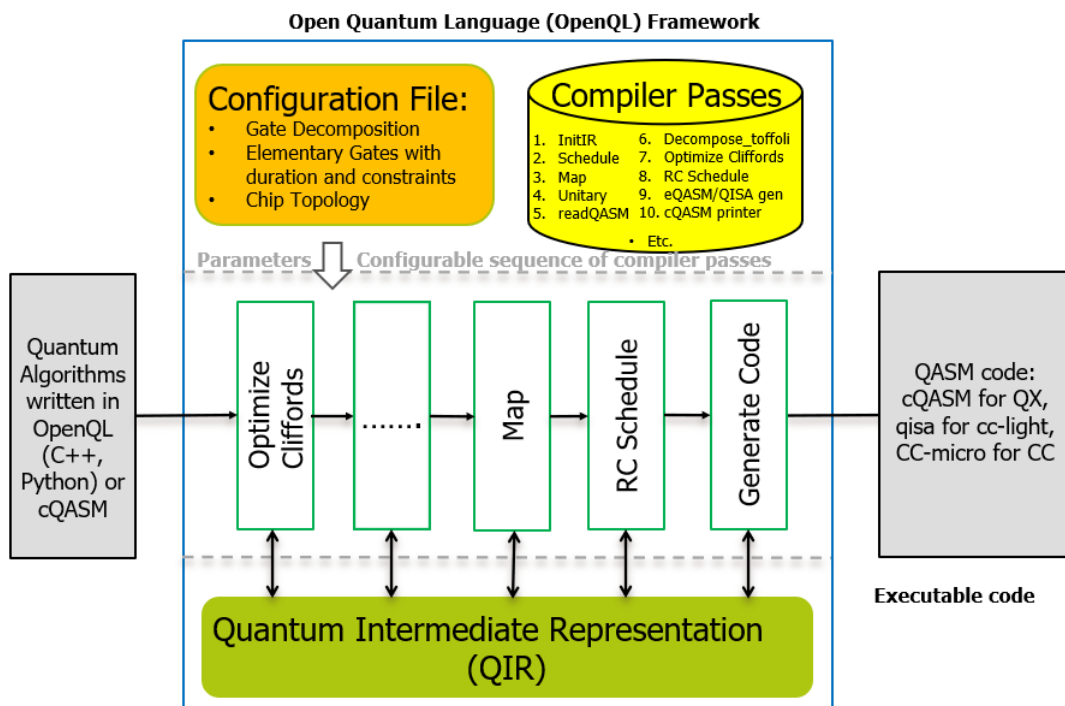 Open Quantum Language (OpenQL) Framework
Configuration File:
• Gate Decomposition
• Elementary Gates with
duration and constraints
• Chip Topology
Compiler Passes
1. InitIR
2. Schedule
3. Map
4. Unitary
5. readQASM
6. Decompose_toffoli
7. Optimize Cliffords
8. RC Schedule
9. eQASM/QISA gen
10. cQASM printer
• Etc.
Parameters
Configurable sequence of compiler passes
Quantum
Algorithms
written in
OpenQL
(C++,
Python) or
cQASM
Optimize
Cliffords
.......
Map
RC Schedule
Generate Code
QASM code:
cQASM for QX,
qisa for cc-light,
CC-micro for CC
Executable code
Quantum Intermediate Representation
(QIR)